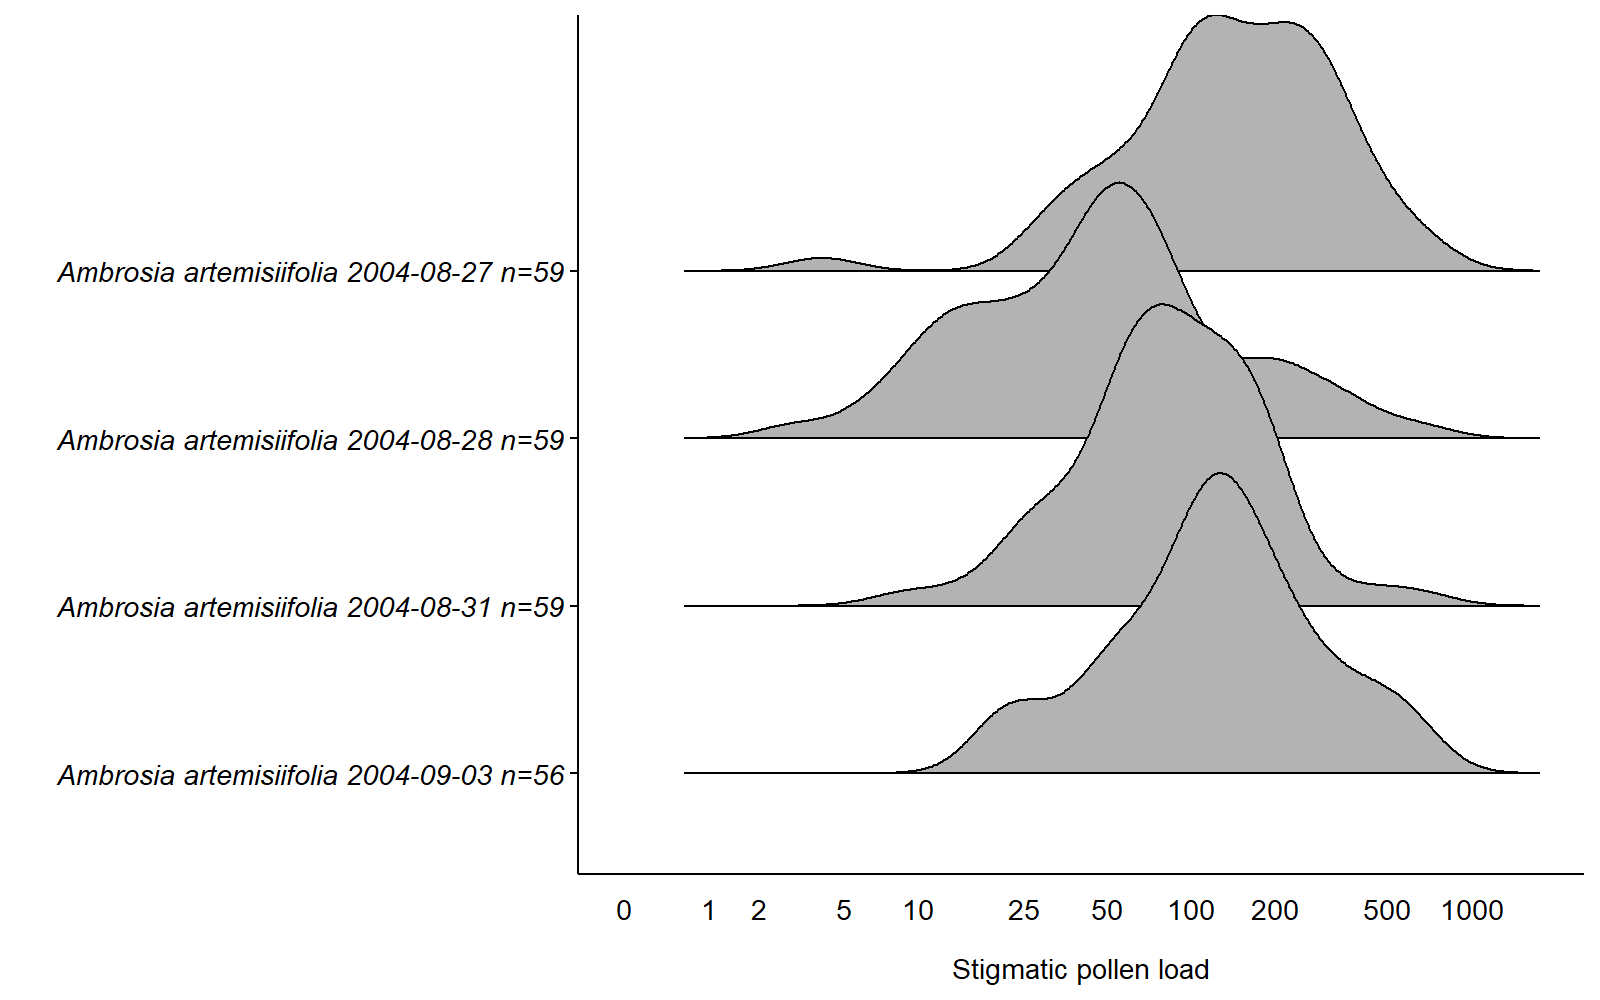 Ambrosia artemisiifolia 2004-08-27 n=59
Ambrosia artemisiifolia 2004-08-28 n=59
Ambrosia artemisiifolia 2004-08-31 n=59
Ambrosia artemisiifolia 2004-09-03 n=56
0 1 2 5 10 25 50 100 200 500 1000
Stigmatic pollen load